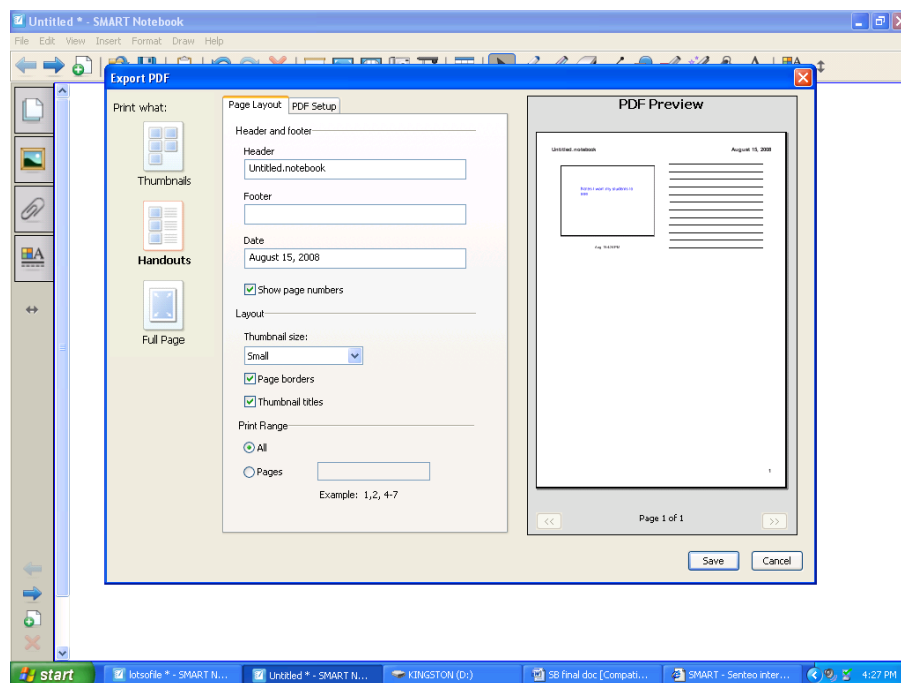 Untitled * - SMART Notebook
File Edit View Insert Format Draw Help
Export PDF
Print what:
Thumbnails
Handouts
Full Page
Page Layout
PDF Setup
Header and footer
Header
Untitled.notebook
Footer
Date
August 15, 2008
Show page numbers
Layout
Thumbnail size:
Small
Page borders
Thumbnail titles
Print Range
All
Pages
Example: 1,2, 4-7
PDF Preview
Untitled.notebook August 15, 2008
1
<< Page 1 of 1 >>
Save Cancel
start
lotsofile * - SMART N...
Untitled * - SMART N...
KINGSTON (D:)
SB final doc [Compati...
SMART - Senteo inter...
4:27 PM